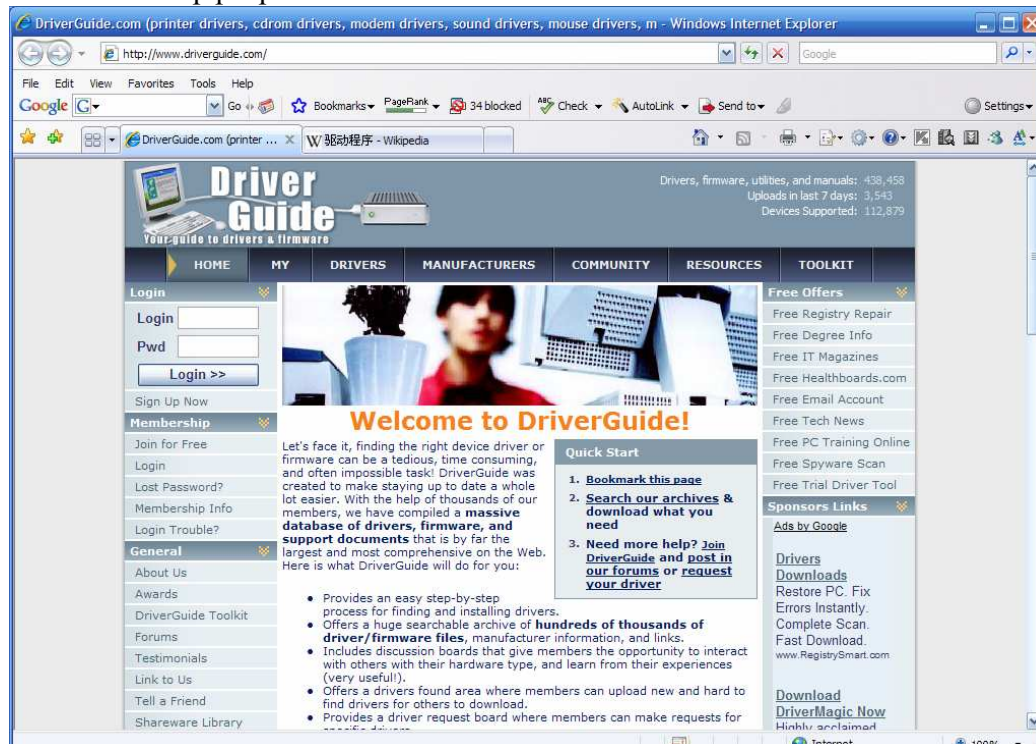 DriverGuide.com (printer drivers, cdrom drivers, modem drivers, sound drivers, mouse drivers, m - Windows Internet Explorer
http://www.driverguide.com/
Google
File Edit View Favorites Tools Help
Google G Go Bookmarks PageRank 34 blocked ABC Check AutoLink Send to Settings
DriverGuide.com (printer ... X W 驱动程序 - Wikipedia
Driver
Guide
Your guide to drivers & firmware
Drivers, firmware, utilities, and manuals: 438,458
Uploads in last 7 days: 3,543
Devices Supported: 112,879
HOME MY DRIVERS MANUFACTURERS COMMUNITY RESOURCES TOOLKIT
Login
Login
Pwd
Login >>
Sign Up Now
Membership
Join for Free
Login
Lost Password?
Membership Info
Login Trouble?
General
About Us
Awards
DriverGuide Toolkit
Forums
Testimonials
Link to Us
Tell a Friend
Shareware Library
Welcome to DriverGuide!
Let's face it, finding the right device driver or
firmware can be a tedious, time consuming,
and often impossible task! DriverGuide was
created to make staying up to date a whole
lot easier. With the help of thousands of our
members, we have compiled a massive
database of drivers, firmware, and
support documents that is by far the
largest and most comprehensive on the Web.
Here is what DriverGuide will do for you:
Quick Start
1. Bookmark this page
2. Search our archives &
download what you
need
3. Need more help? Join
DriverGuide and post in
our forums or request
your driver
• Provides an easy step-by-step
process for finding and installing drivers.
• Offers a huge searchable archive of hundreds of thousands of
driver/firmware files, manufacturer information, and links.
• Includes discussion boards that give members the opportunity to interact
with others with their hardware type, and learn from their experiences
(very useful!).
• Offers a drivers found area where members can upload new and hard to
find drivers for others to download.
• Provides a driver request board where members can make requests for
specific drivers
Free Offers
Free Registry Repair
Free Degree Info
Free IT Magazines
Free Healthboards.com
Free Email Account
Free Tech News
Free PC Training Online
Free Spyware Scan
Free Trial Driver Tool
Sponsors Links
Ads by Google
Drivers
Downloads
Restore PC. Fix
Errors Instantly.
Complete Scan.
Fast Download.
www.RegistrySmart.com
Download
DriverMagic Now
Highly acclaimed
Internet 100%